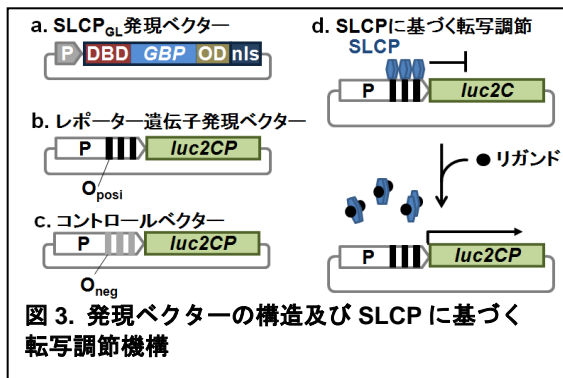 a. SLCPGL発現ベクター
P DBD GBP OD nls
b. レポーター遺伝子発現ベクター
P luc2CP
Oposi
c. コントロールベクター
P luc2CP
Oneg
d. SLCPに基づく転写調節
SLCP
P luc2C
リガンド
P luc2CP
図 3. 発現ベクターの構造及び SLCP に基づく
転写調節機構